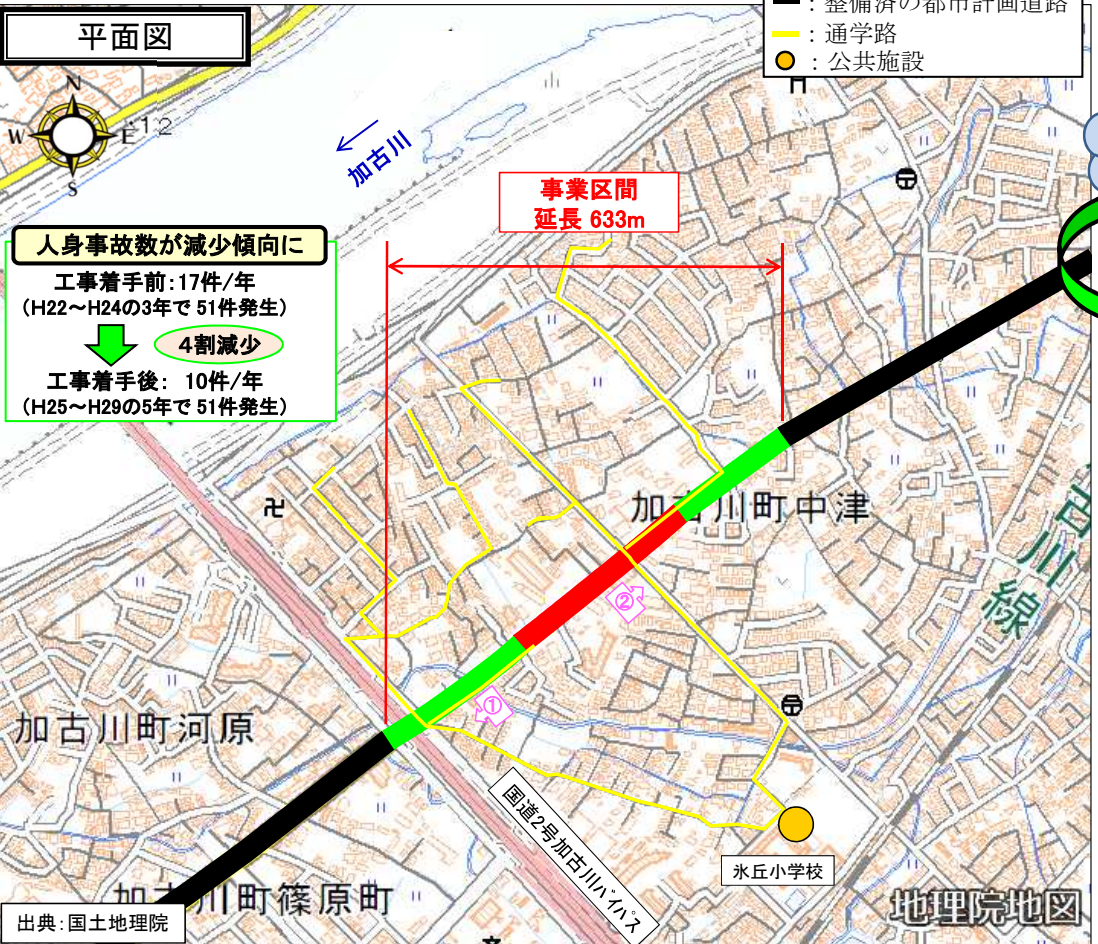 平面図
：整備済の都市計画道路
：通学路
：公共施設
N
W
E
S
12
加古川
事業区間
延長 633m
人身事故数が減少傾向に
工事着手前：17件/年
（H22～H24の3年で 51件発生）
4割減少
工事着手後： 10件/年
（H25～H29の5年で 51件発生）
加古川町中津
古川線
②
①
加古川町河原
国道2号加古川バイパス
氷丘小学校
加古川町篠原町
出典：国土地理院
地理院地図